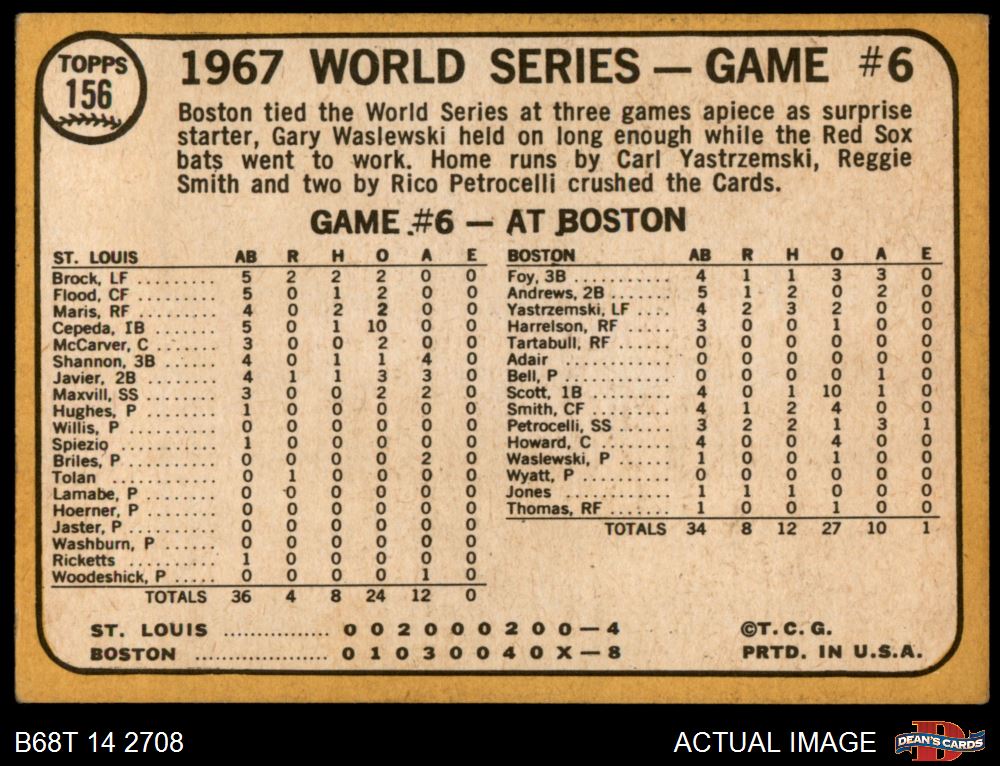 TOPPS
156
1967 WORLD SERIES — GAME #6
Boston tied the World Series at three games apiece as surprise
starter, Gary Waslewski held on long enough while the Red Sox
bats went to work. Home runs by Carl Yastrzemski, Reggie
Smith and two by Rico Petrocelli crushed the Cards.
GAME #6 — AT BOSTON
ST. LOUIS AB R H O A E
Brock, LF .......... 5 2 2 2 0 0
Flood, CF .......... 5 0 1 2 0 0
Maris, RF .......... 4 0 2 2 0 0
Cepeda, 1B ........ 5 0 1 10 0 0
McCarver, C ....... 3 0 0 2 0 0
Shannon, 3B ...... 4 0 1 1 4 0
Javier, 2B ......... 4 1 1 3 3 0
Maxvill, SS ........ 3 0 0 2 2 0
Hughes, P ......... 1 0 0 0 0 0
Willis, P ........... 0 0 0 0 0 0
Spiezio ............ 1 0 0 0 0 0
Briles, P ........... 0 0 0 0 2 0
Tolan .............. 0 1 0 0 0 0
Lamabe, P ........ 0 0 0 0 0 0
Hoerner, P ........ 0 0 0 0 0 0
Jaster, P .......... 0 0 0 0 0 0
Washburn, P ...... 0 0 0 0 0 0
Ricketts ........... 1 0 0 0 0 0
Woodeshick, P ..... 0 0 0 0 1 0
TOTALS 36 4 8 24 12 0
BOSTON AB R H O A E
Foy, 3B ............ 4 1 1 3 3 0
Andrews, 2B ....... 5 1 2 0 2 0
Yastrzemski, LF .... 4 2 3 2 0 0
Harrelson, RF ...... 3 0 0 1 0 0
Tartabull, RF ....... 0 0 0 0 0 0
Adair .............. 0 0 0 0 0 0
Bell, P ............. 0 0 0 0 1 0
Scott, 1B .......... 4 0 1 10 1 0
Smith, CF .......... 4 1 2 4 0 0
Petrocelli, SS ...... 3 2 2 1 3 1
Howard, C ......... 4 0 0 4 0 0
Waslewski, P ...... 1 0 0 1 0 0
Wyatt, P ........... 0 0 0 0 0 0
Jones .............. 1 1 1 0 0 0
Thomas, RF ....... 1 0 0 1 0 0
TOTALS 34 8 12 27 10 1
ST. LOUIS .................. 0 0 2 0 0 0 2 0 0 — 4
BOSTON ..................... 0 1 0 3 0 0 4 0 X — 8
©T. C. G.
PRTD. IN U.S.A.
B68T 14 2708
ACTUAL IMAGE
D
DEAN'S CARDS